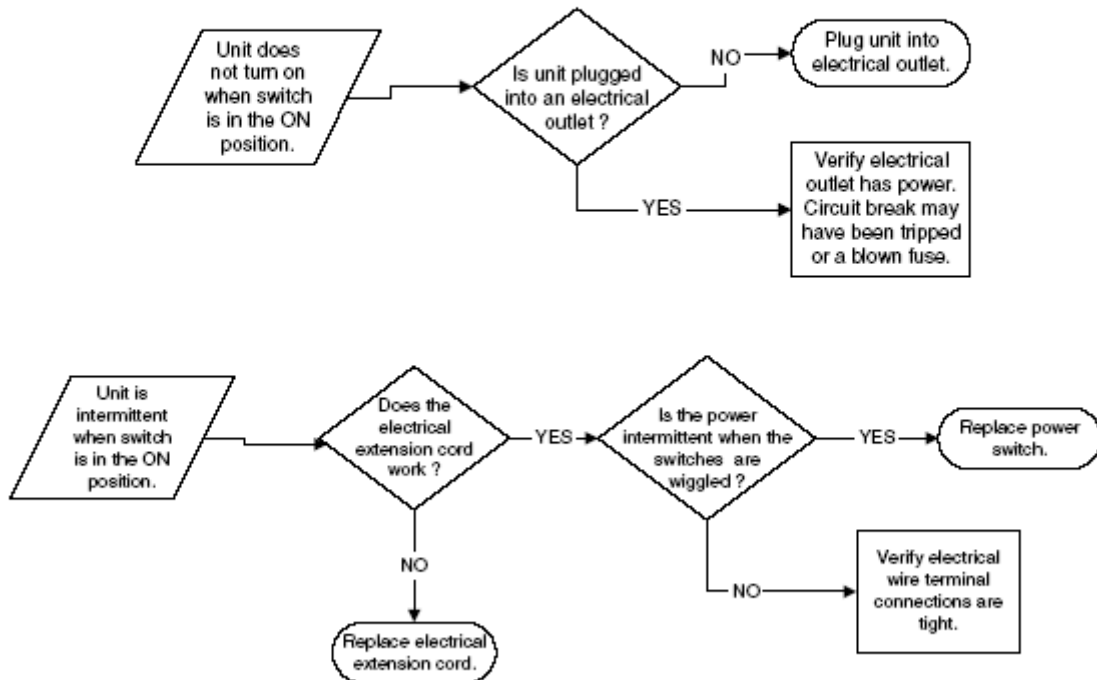 Unit does
not turn on
when switch
is in the ON
position.
Is unit plugged
into an electrical
outlet ?
NO
Plug unit into
electrical outlet.
YES
Verify electrical
outlet has power.
Circuit break may
have been tripped
or a blown fuse.
Unit is
intermittent
when switch
is in the ON
position.
Does the
electrical
extension cord
work ?
YES
Is the power
intermittent when the
switches are
wiggled ?
YES
Replace power
switch.
NO
Replace electrical
extension cord.
NO
Verify electrical
wire terminal
connections are
tight.